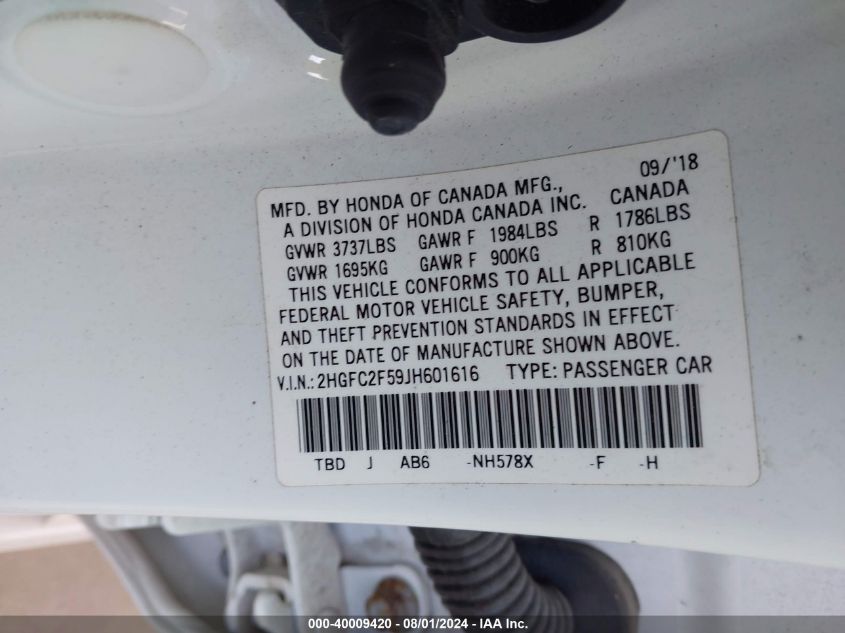 09/'18
MFD. BY HONDA OF CANADA MFG.,
A DIVISION OF HONDA CANADA INC. CANADA
GVWR 3737LBS GAWR F 1984LBS R 1786LBS
GVWR 1695KG GAWR F 900KG R 810KG
THIS VEHICLE CONFORMS TO ALL APPLICABLE
FEDERAL MOTOR VEHICLE SAFETY, BUMPER,
AND THEFT PREVENTION STANDARDS IN EFFECT
ON THE DATE OF MANUFACTURE SHOWN ABOVE.
V.I.N.: 2HGFC2F59JH601616 TYPE: PASSENGER CAR
TBD J AB6 -NH578X -F -H
000-40009420 - 08/01/2024 - IAA Inc.